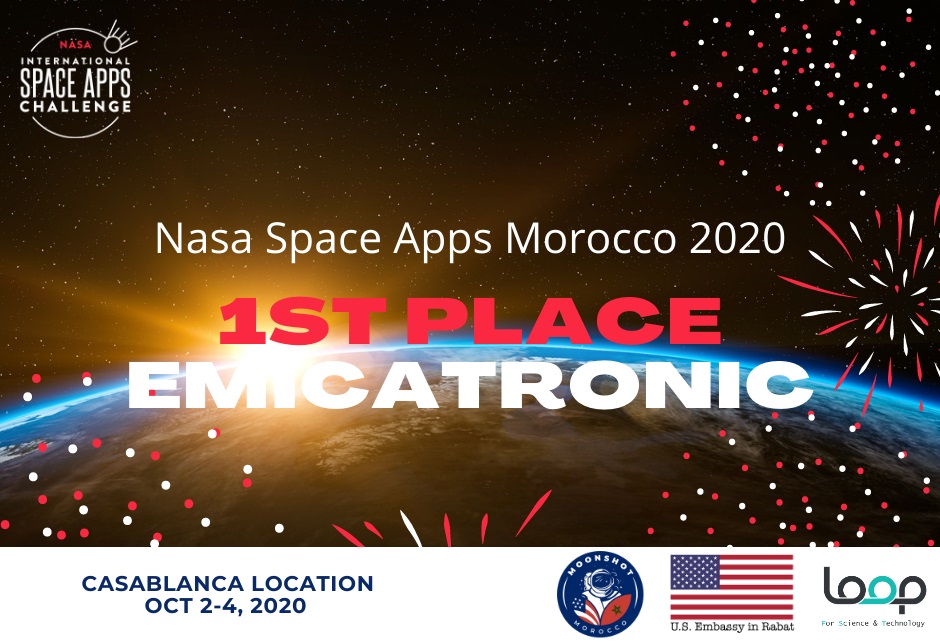 NASA
INTERNATIONAL
SPACE APPS
CHALLENGE
Nasa Space Apps Morocco 2020
1ST PLACE
EMICATRONIC
CASABLANCA LOCATION
OCT 2-4, 2020
MOONSHOT
MOROCCO
U.S. Embassy in Rabat
loop
For Science & Technology